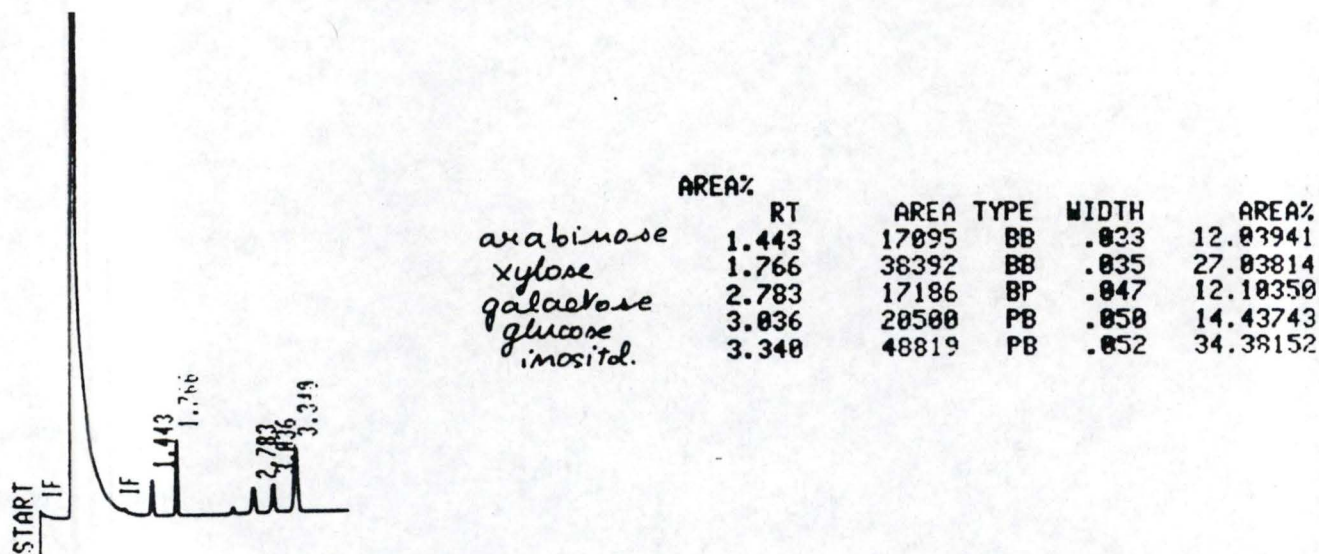 AREA%
RT AREA TYPE WIDTH AREA%
arabinose 1.443 17095 BB .033 12.03941
xylose 1.766 38392 BB .035 27.03814
galactose 2.783 17186 BP .047 12.10350
glucose 3.036 20500 PB .050 14.43743
inositol. 3.340 48819 PB .052 34.38152
START
IF
IF
1.443
1.766
2.783
3.036